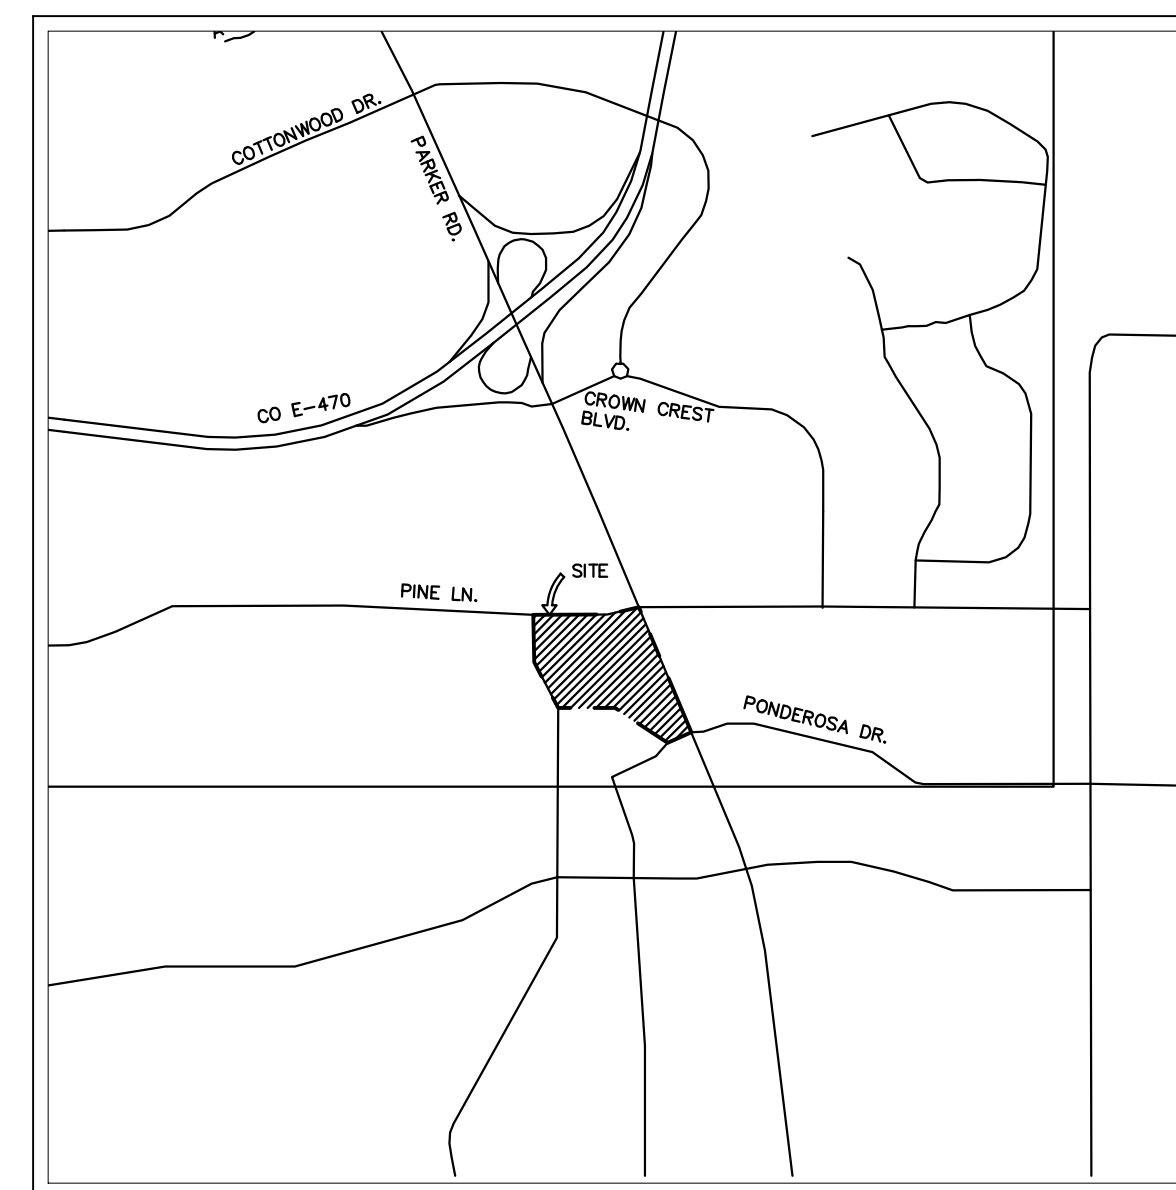 COTTONWOOD DR.
PARKER RD.
CO E-470
CROWN CREST
BLVD.
SITE
PINE LN.
PONDEROSA DR.